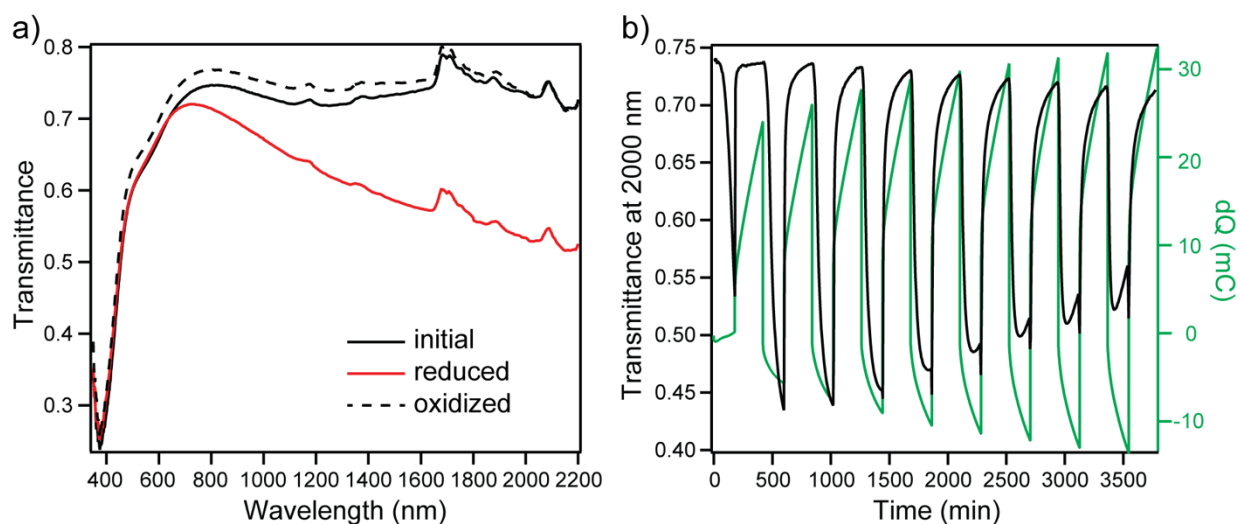 a)
0.8
0.7
0.6
0.5
0.4
0.3
Transmittance
initial
reduced
oxidized
400 600 800 1000 1200 1400 1600 1800 2000 2200
Wavelength (nm)
b)
0.75
0.70
0.65
0.60
0.55
0.50
0.45
0.40
Transmittance at 2000 nm
30
20
10
0
-10
dQ (mC)
0 500 1000 1500 2000 2500 3000 3500
Time (min)